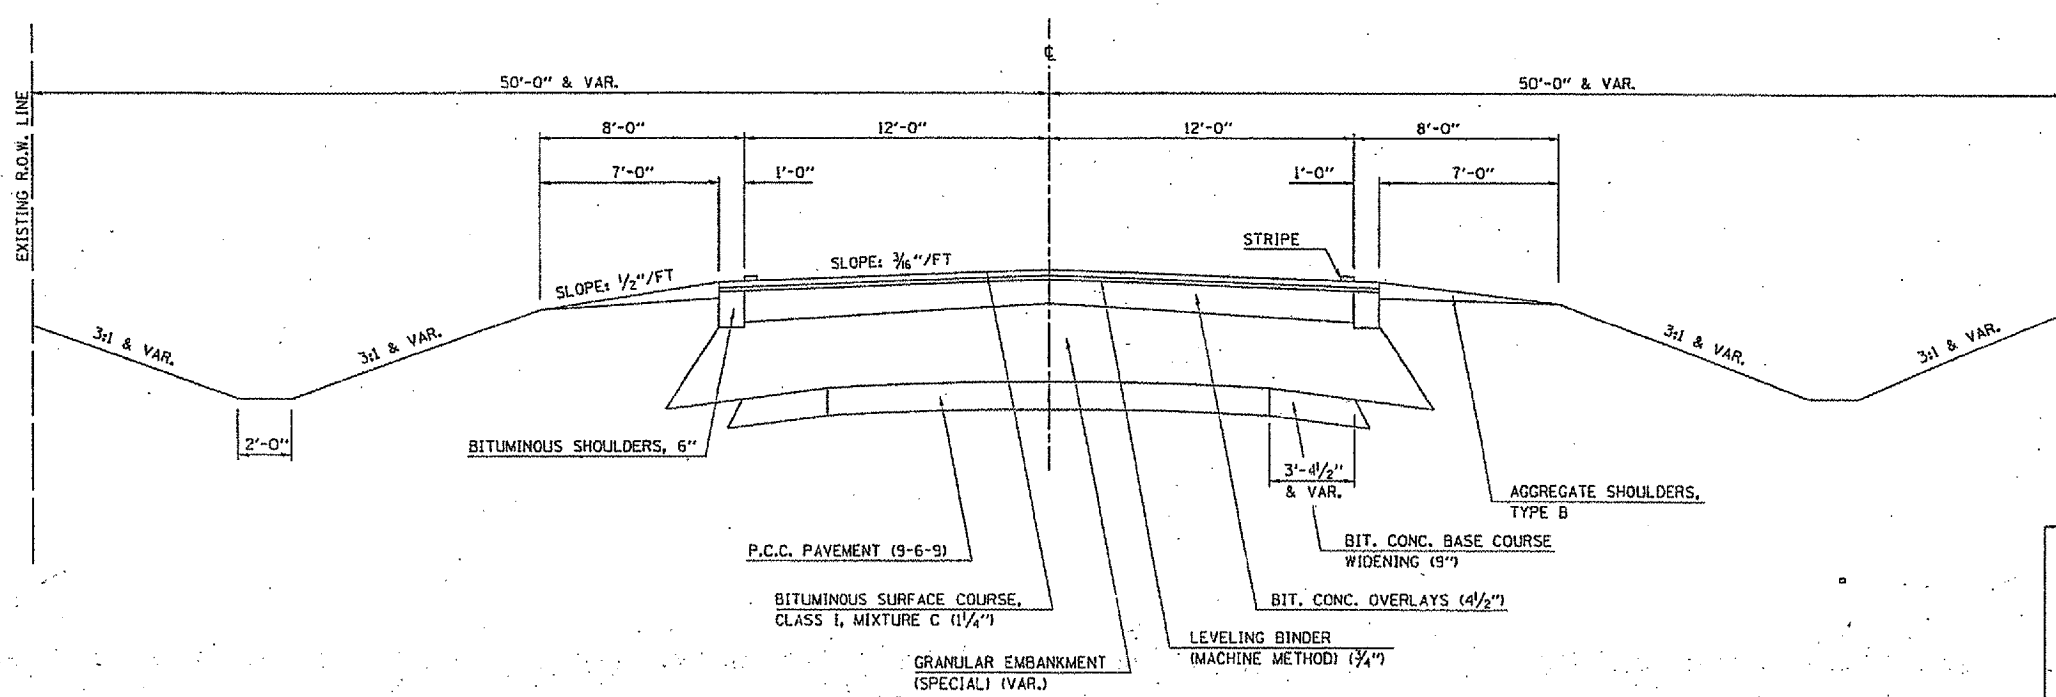 ℄
50'-0" & VAR.
50'-0" & VAR.
EXISTING R.O.W. LINE
8'-0"
12'-0"
12'-0"
8'-0"
7'-0"
1'-0"
1'-0"
7'-0"
STRIPE
SLOPE: 3/16"/FT
SLOPE: 1/2"/FT
3:1 & VAR.
3:1 & VAR.
3:1 & VAR.
3:1 & VAR.
2'-0"
BITUMINOUS SHOULDERS, 6"
3'-4 1/2"
& VAR.
AGGREGATE SHOULDERS,
TYPE B
P.C.C. PAVEMENT (9-6-9)
BIT. CONC. BASE COURSE
WIDENING (9")
BITUMINOUS SURFACE COURSE,
CLASS I, MIXTURE C (1 1/4")
BIT. CONC. OVERLAYS (4 1/2")
LEVELING BINDER
(MACHINE METHOD) (3/4")
GRANULAR EMBANKMENT
(SPECIAL) (VAR.)